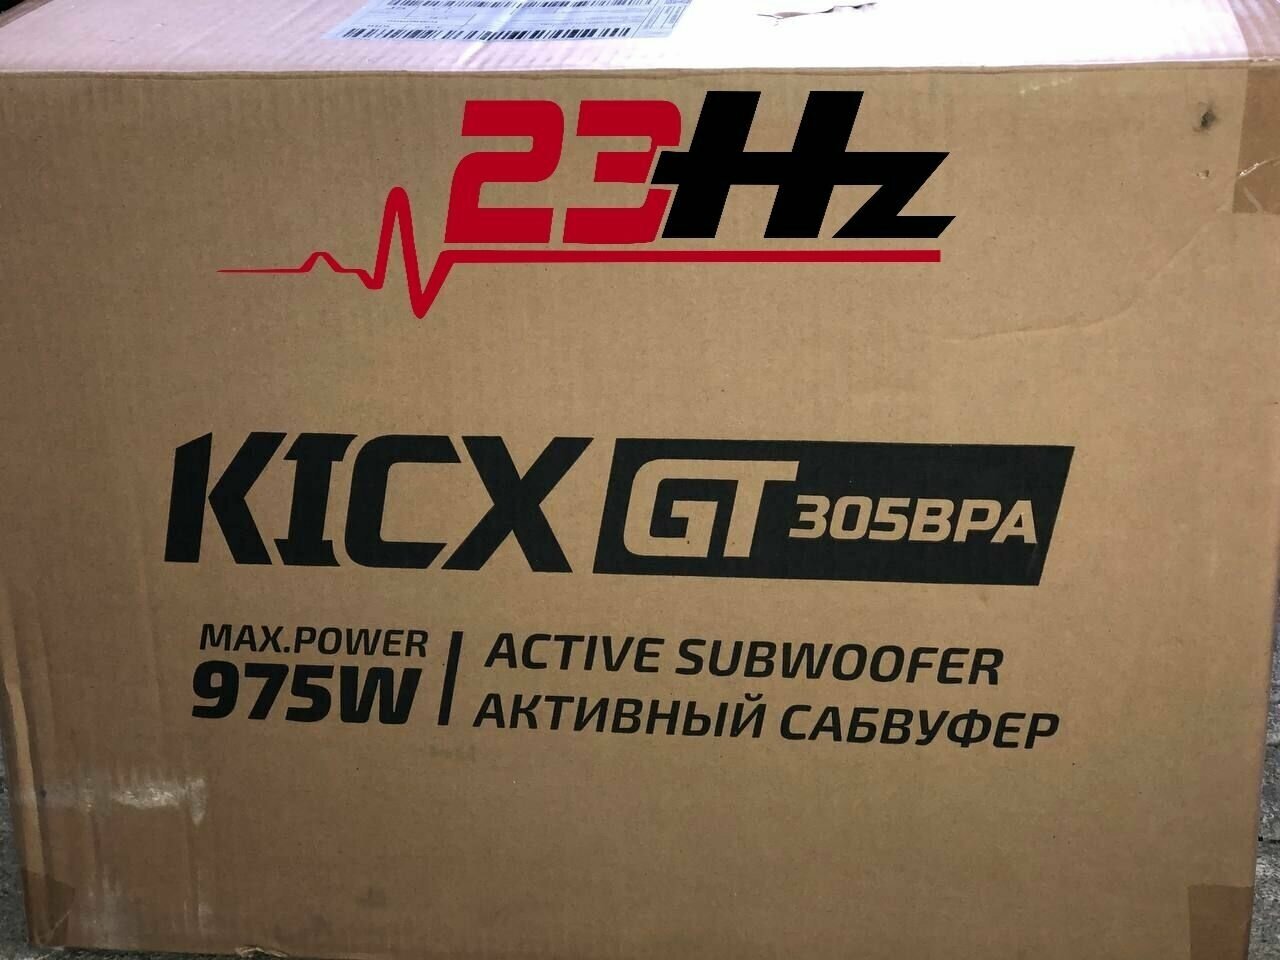 23Hz
KICX GT 305BPA
MAX.POWER
975W
ACTIVE SUBWOOFER
АКТИВНЫЙ САБВУФЕР